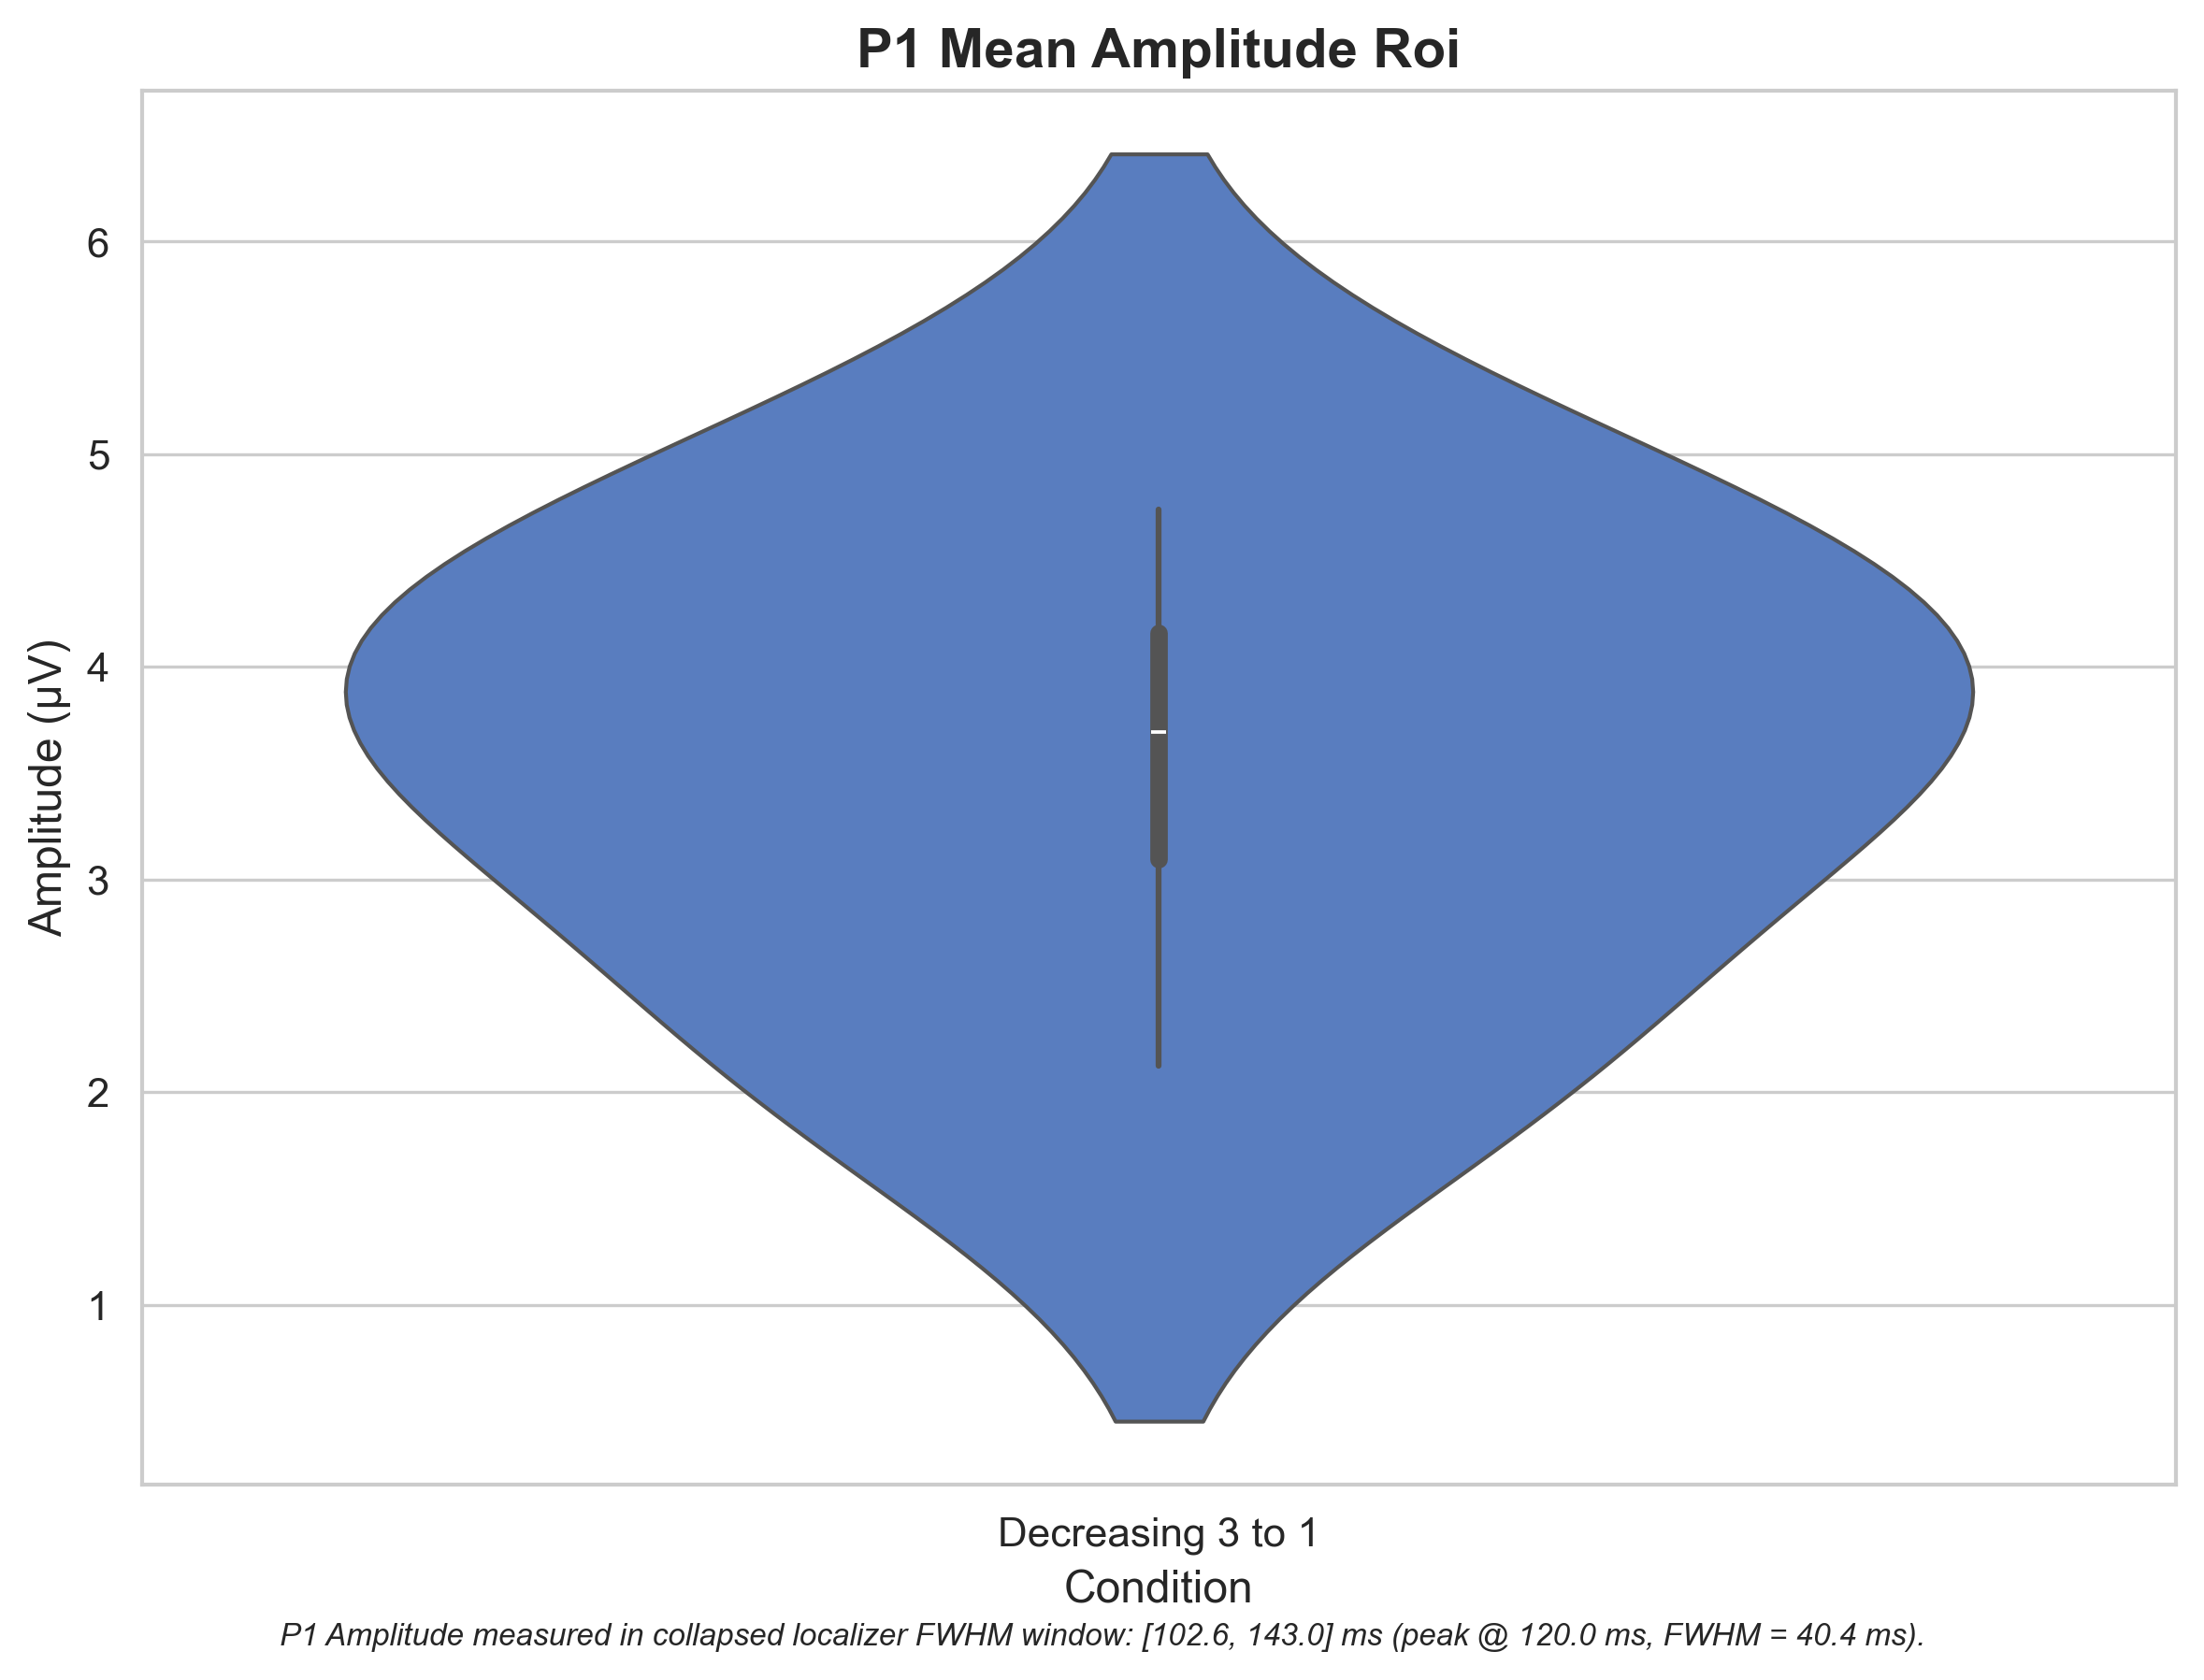 P1 Mean Amplitude Roi
Amplitude (µV)
6
5
4
3
2
1
Decreasing 3 to 1
Condition
P1 Amplitude measured in collapsed localizer FWHM window: [102.6, 143.0] ms (peak @ 120.0 ms, FWHM = 40.4 ms).